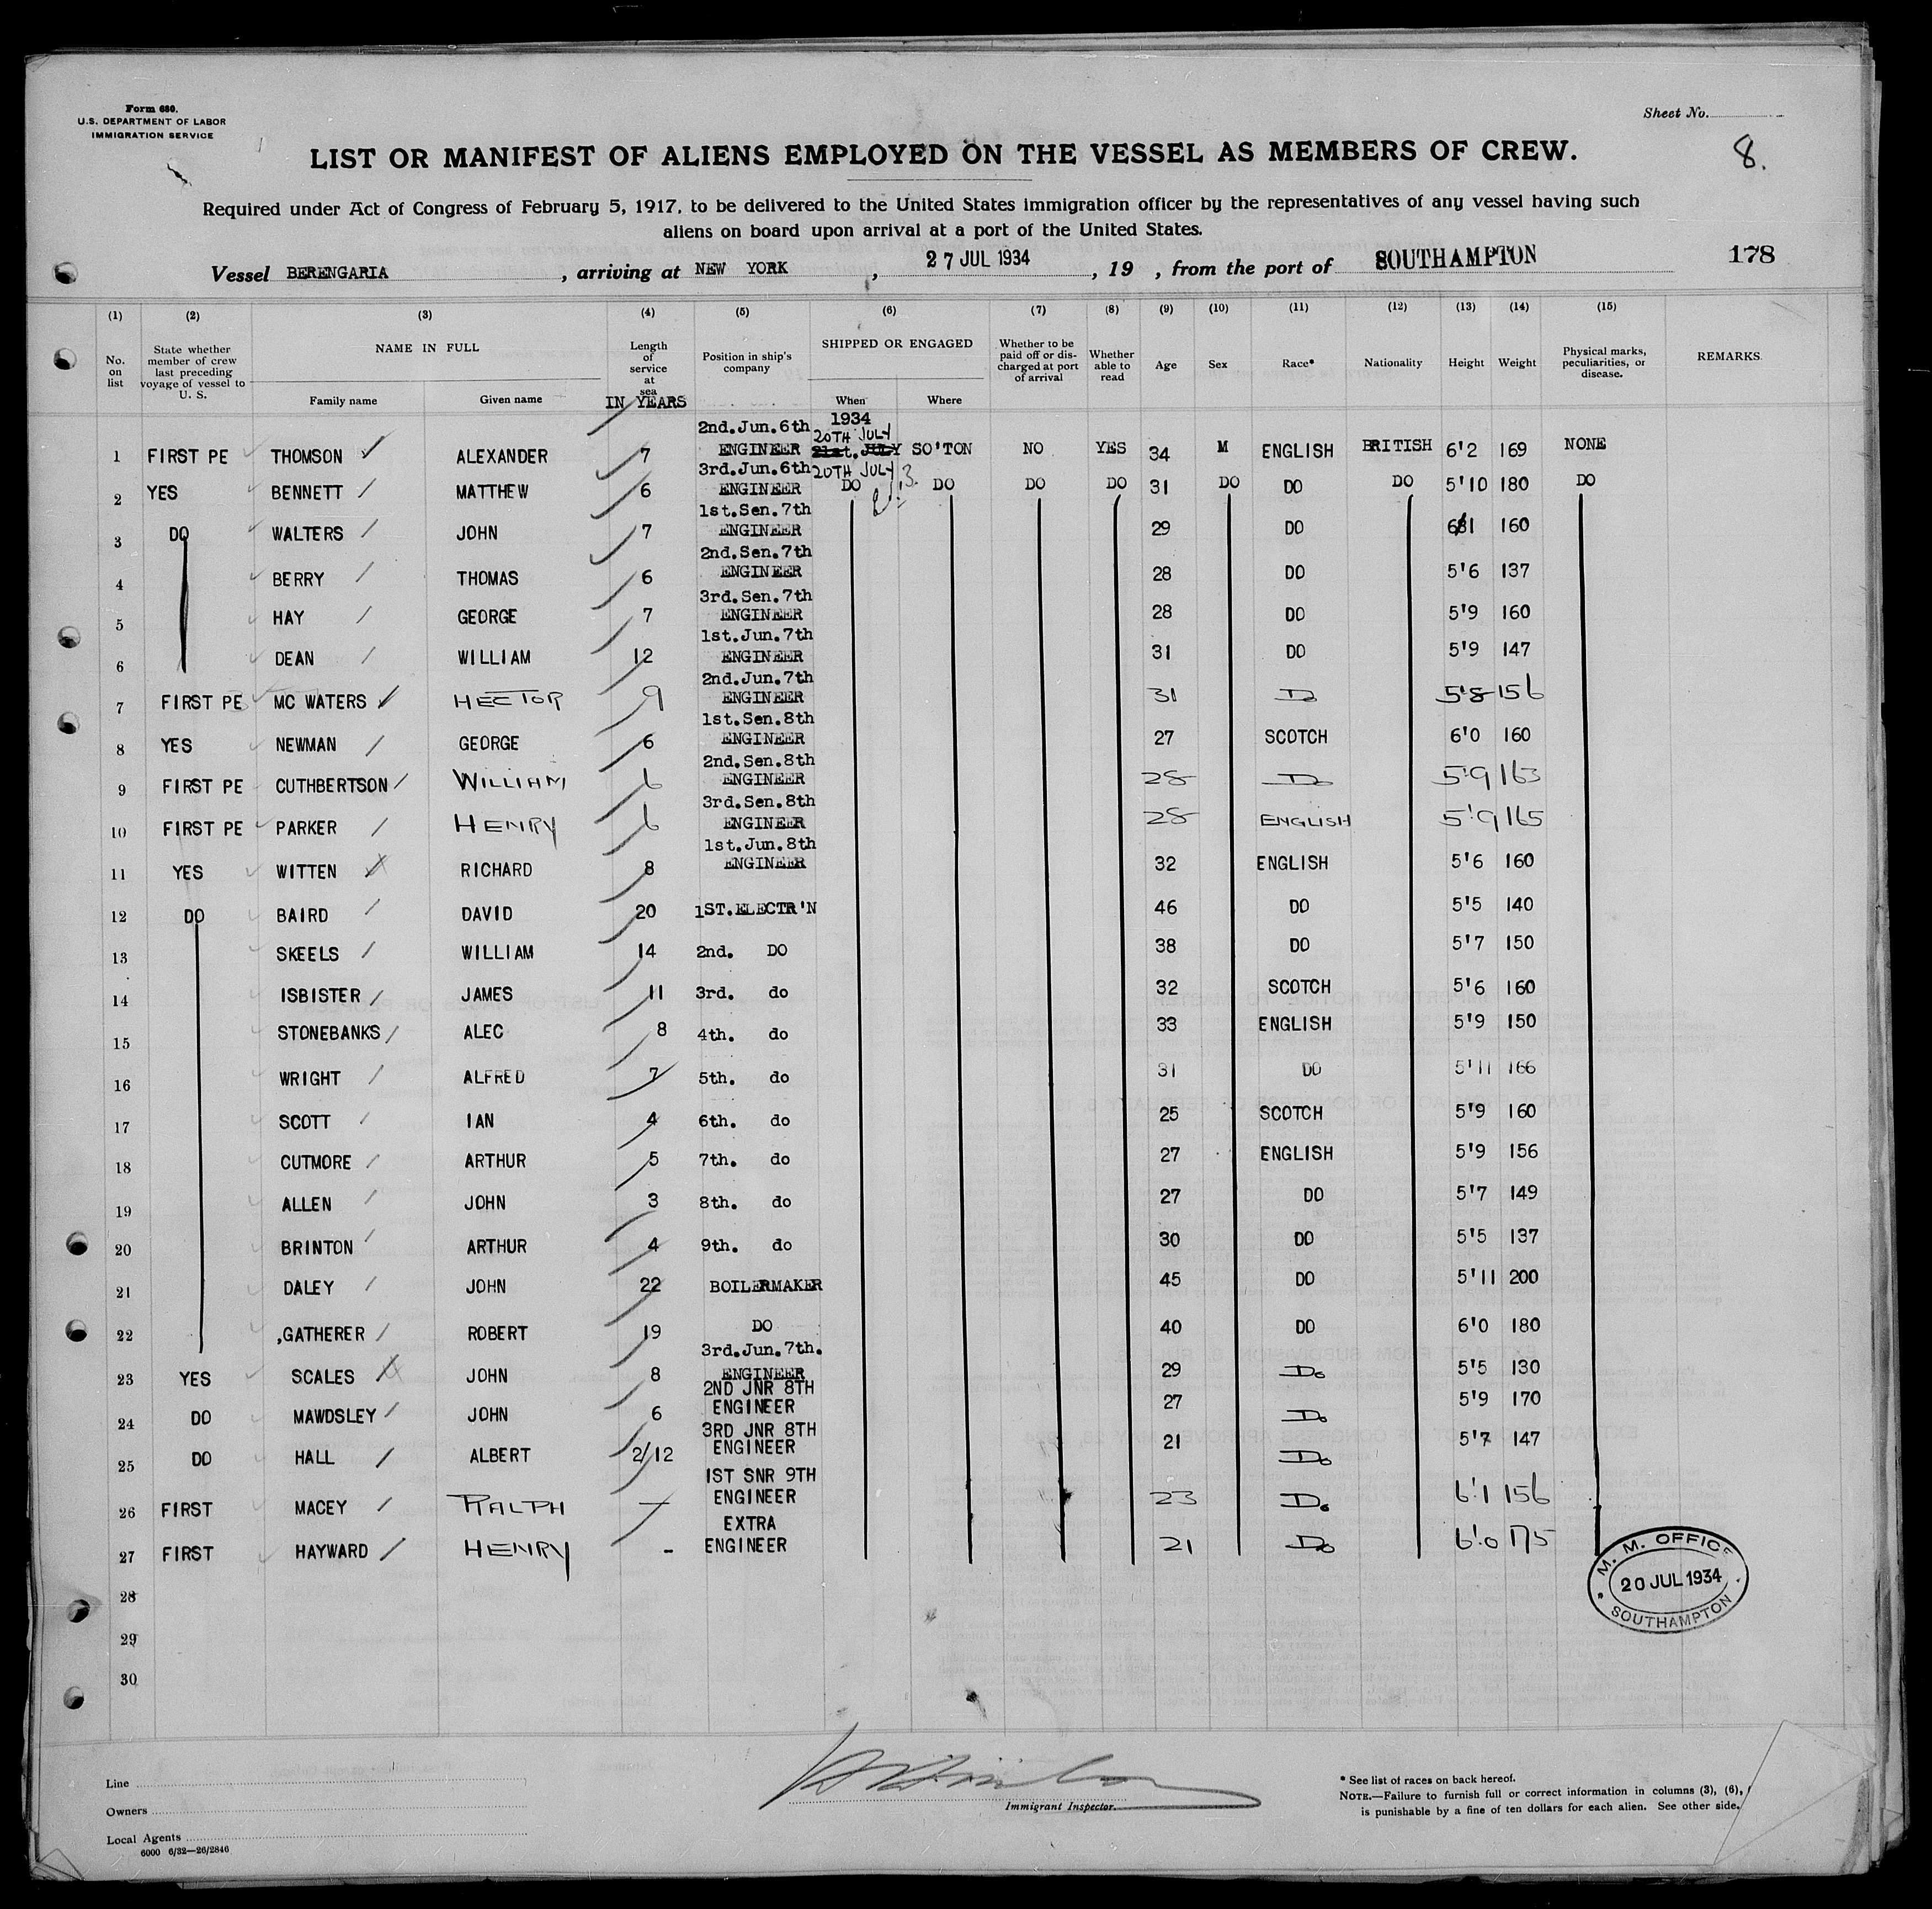 Form 680.
U.S. DEPARTMENT OF LABOR
IMMIGRATION SERVICE
Sheet No.
8.
LIST OR MANIFEST OF ALIENS EMPLOYED ON THE VESSEL AS MEMBERS OF CREW.
Required under Act of Congress of February 5, 1917, to be delivered to the United States immigration officer by the representatives of any vessel having such
aliens on board upon arrival at a port of the United States.
Vessel BERENGARIA, arriving at NEW YORK, 27 JUL 1934, 19 , from the port of SOUTHAMPTON 178
(1) (2) (3) (4) (5) (6) (7) (8) (9) (10) (11) (12) (13) (14) (15)
No. on list
State whether member of crew last preceding voyage of vessel to U. S.
NAME IN FULL
Family name Given name
Length of service at sea
IN YEARS
Position in ship's company
SHIPPED OR ENGAGED
When Where
Whether to be paid off or discharged at port of arrival
Whether able to read
Age Sex Race* Nationality Height Weight
Physical marks, peculiarities, or disease.
REMARKS.
1934
1 FIRST PE THOMSON ALEXANDER 7 2nd.Jun.6th ENGINEER 20TH JULY 21st.JULY SO'TON NO YES 34 M ENGLISH BRITISH 6'2 169 NONE
2 YES BENNETT MATTHEW 6 3rd.Jun.6th ENGINEER 20TH JULY DO DO DO DO 31 DO DO DO 5'10 180 DO
3 DO WALTERS JOHN 7 1st.Sen.7th ENGINEER 29 DO 160
4 BERRY THOMAS 6 2nd.Sen.7th ENGINEER 28 DO 5'6 137
5 HAY GEORGE 7 3rd.Sen.7th ENGINEER 28 DO 5'9 160
6 DEAN WILLIAM 12 1st.Jun.7th ENGINEER 31 DO 5'9 147
7 FIRST PE MC WATERS HECTOR 9 2nd.Jun.7th ENGINEER 31 Do 5'8 156
8 YES NEWMAN GEORGE 6 1st.Sen.8th ENGINEER 27 SCOTCH 6'0 160
9 FIRST PE CUTHBERTSON WILLIAM 6 2nd.Sen.8th ENGINEER 28 Do 5'9 163
10 FIRST PE PARKER HENRY 6 3rd.Sen.8th ENGINEER 28 ENGLISH 5'9 165
11 YES WITTEN RICHARD 8 1st.Jun.8th ENGINEER 32 ENGLISH 5'6 160
12 DO BAIRD DAVID 20 1ST.ELECTR'N 46 DO 5'5 140
13 SKEELS WILLIAM 14 2nd. DO 38 DO 5'7 150
14 ISBISTER JAMES 11 3rd. do 32 SCOTCH 5'6 160
15 STONEBANKS ALEC 8 4th. do 33 ENGLISH 5'9 150
16 WRIGHT ALFRED 7 5th. do 31 DO 5'11 166
17 SCOTT IAN 4 6th. do 25 SCOTCH 5'9 160
18 CUTMORE ARTHUR 5 7th. do 27 ENGLISH 5'9 156
19 ALLEN JOHN 3 8th. do 27 DO 5'7 149
20 BRINTON ARTHUR 4 9th. do 30 DO 5'5 137
21 DALEY JOHN 22 BOILERMAKER 45 DO 5'11 200
22 GATHERER ROBERT 19 DO 40 DO 6'0 180
23 YES SCALES JOHN 8 3rd.Jun.7th. ENGINEER 29 Do 5'5 130
24 DO MAWDSLEY JOHN 6 2ND JNR 8TH ENGINEER 27 Do 5'9 170
25 DO HALL ALBERT 2/12 3RD JNR 8TH ENGINEER 21 Do 5'7 147
26 FIRST MACEY RALPH - 1ST SNR 9TH ENGINEER 23 Do 6'1 156
27 FIRST HAYWARD HENRY - EXTRA ENGINEER 21 Do 6'0 175
28
29
30
M. M. OFFICE
20 JUL 1934
SOUTHAMPTON
Line
Owners
Local Agents
6000 6/32—26/2846
Immigrant Inspector.
* See list of races on back hereof.
NOTE.—Failure to furnish full or correct information in columns (3), (6),
is punishable by a fine of ten dollars for each alien. See other side.